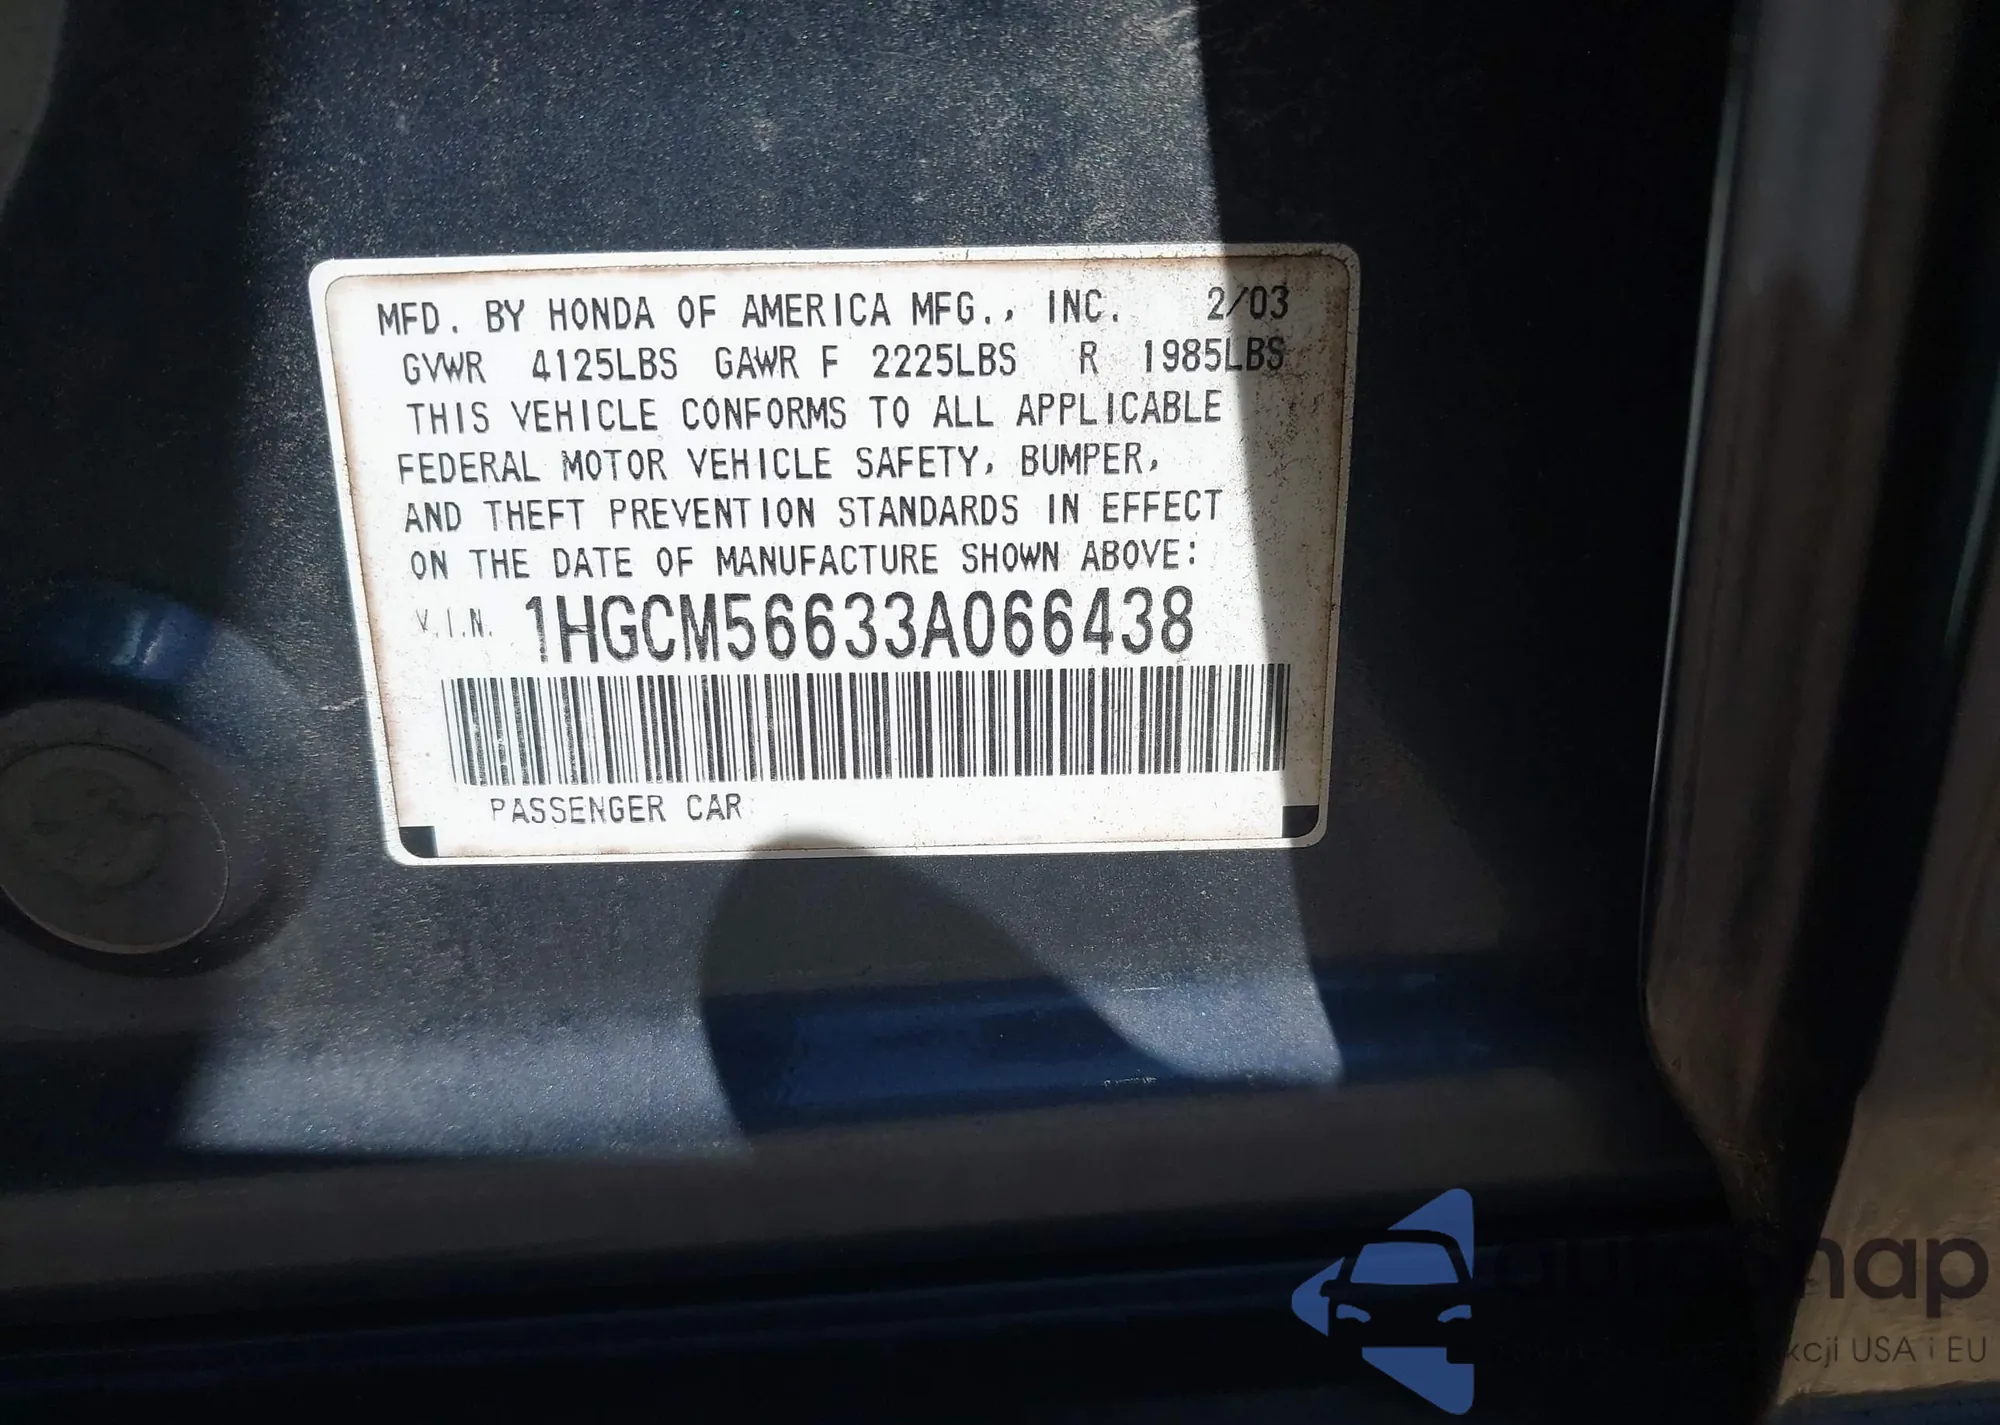 MFD. BY HONDA OF AMERICA MFG., INC. 2/03
GVWR 4125LBS GAWR F 2225LBS R 1985LBS
THIS VEHICLE CONFORMS TO ALL APPLICABLE
FEDERAL MOTOR VEHICLE SAFETY, BUMPER,
AND THEFT PREVENTION STANDARDS IN EFFECT
ON THE DATE OF MANUFACTURE SHOWN ABOVE:
V.I.N. 1HGCM56633A066438
PASSENGER CAR
USA i EU